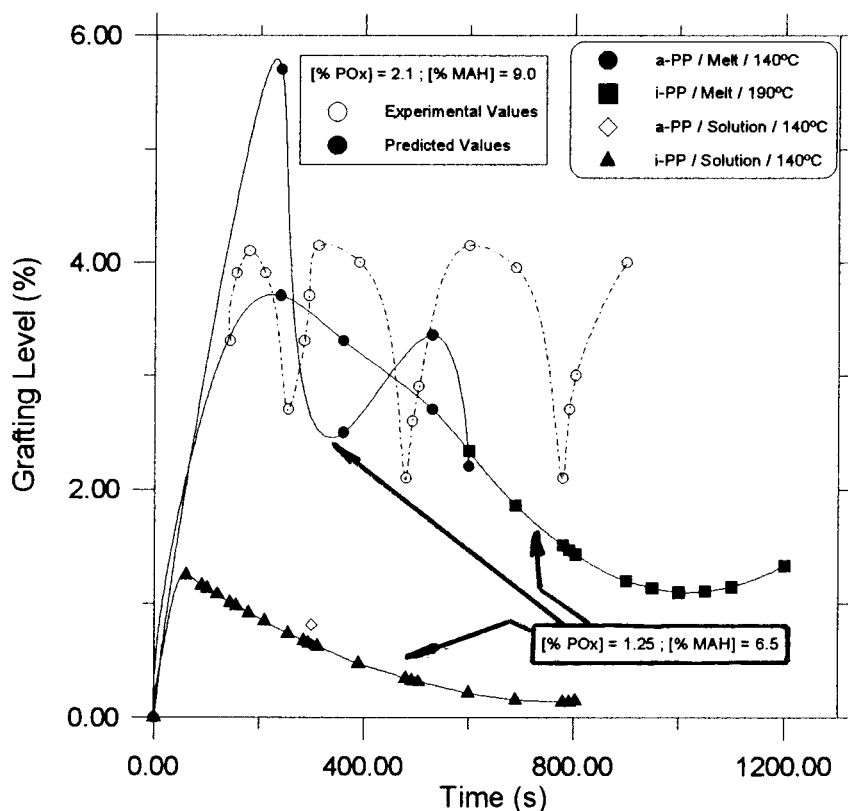 6.00
4.00
2.00
0.00
Grafting Level (%)
[% POx] = 2.1 ; [% MAH] = 9.0
Experimental Values
Predicted Values
a-PP / Melt / 140ºC
i-PP / Melt / 190ºC
a-PP / Solution / 140ºC
i-PP / Solution / 140ºC
[% POx] = 1.25 ; [% MAH] = 6.5
0.00
400.00
800.00
1200.00
Time (s)